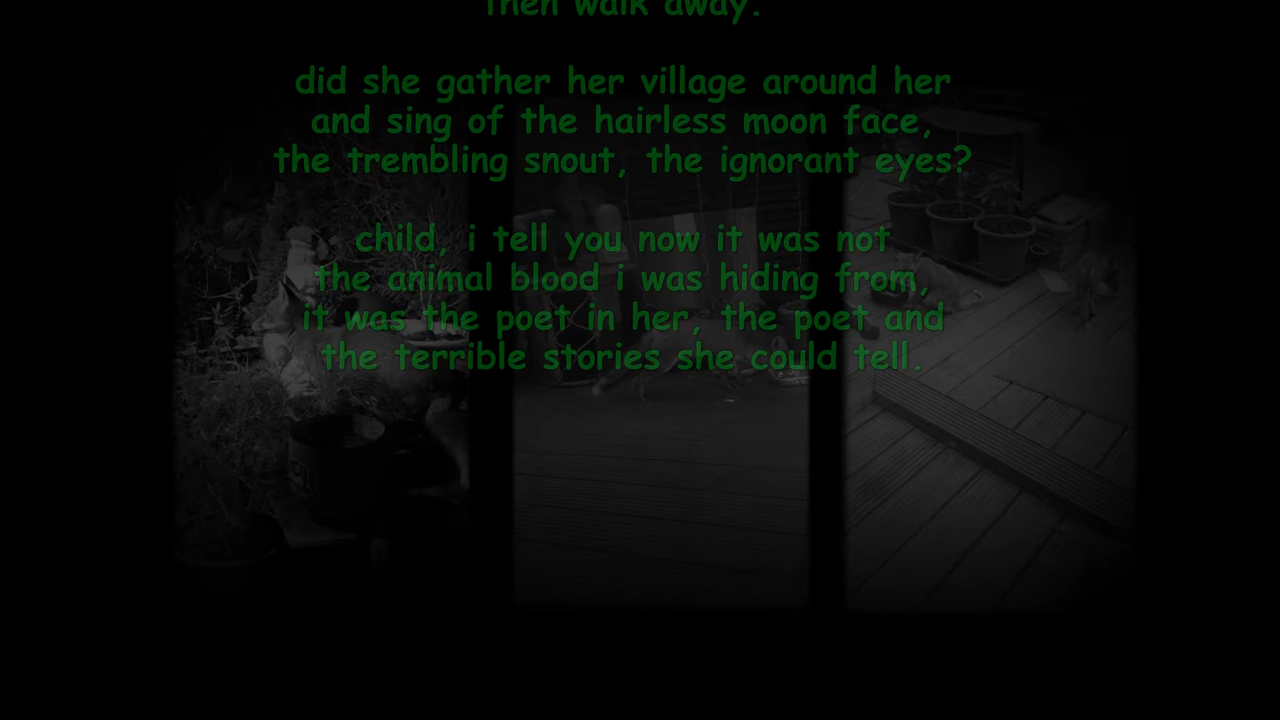 then walk away.
did she gather her village around her
and sing of the hairless moon face,
the trembling snout, the ignorant eyes?
child, i tell you now it was not
the animal blood i was hiding from,
it was the poet in her, the poet and
the terrible stories she could tell.